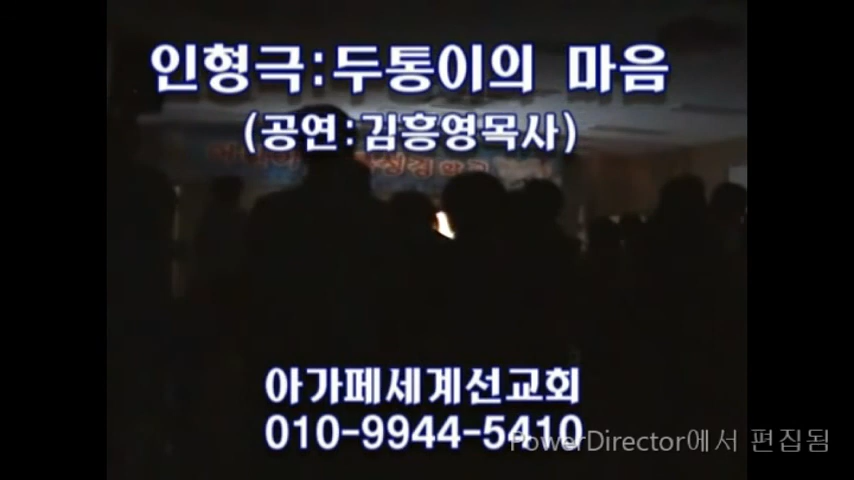 인형극:두통이의 마음
(공연:김흥영목사)
아가페세계선교회
010-9944-5410
PowerDirector에서 편집됨